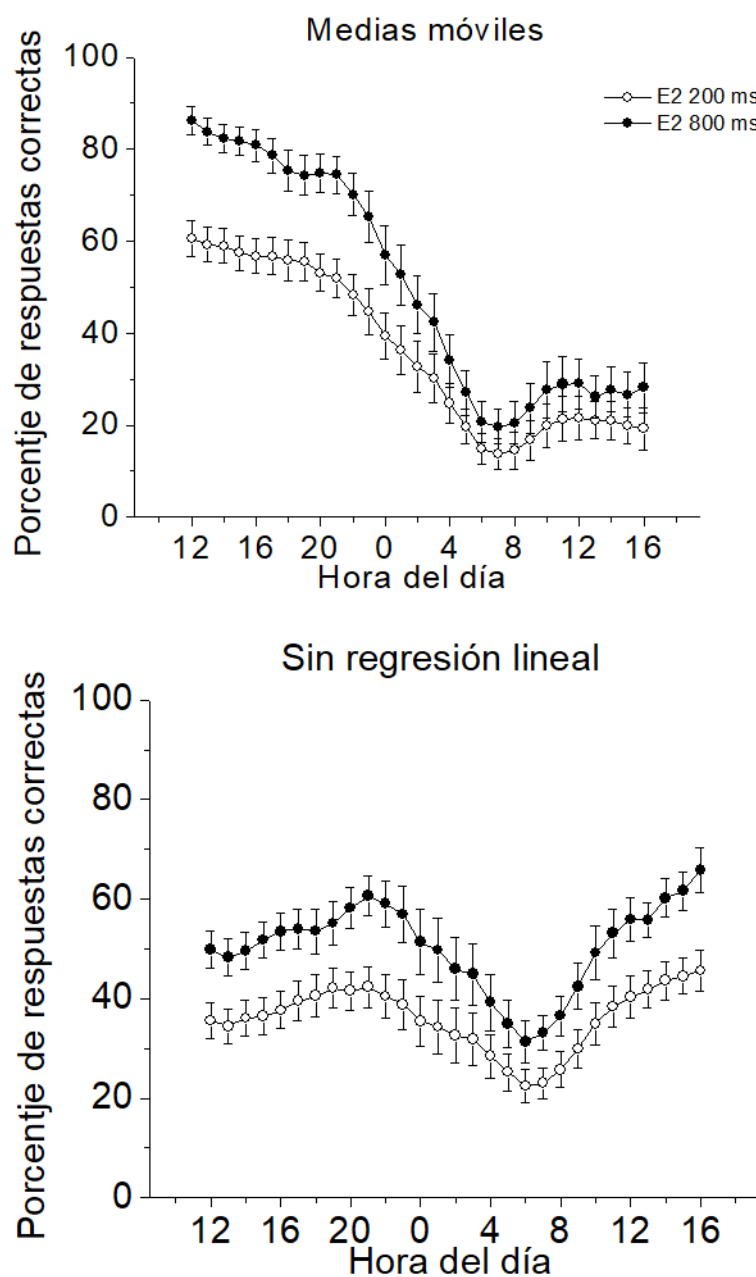 Medias móviles
100
80
60
40
20
0
Porcentje de respuestas correctas
E2 200 ms
E2 800 ms
12 16 20 0 4 8 12 16
Hora del día
Sin regresión lineal
100
80
60
40
20
0
Porcentje de respuestas correctas
12 16 20 0 4 8 12 16
Hora del día